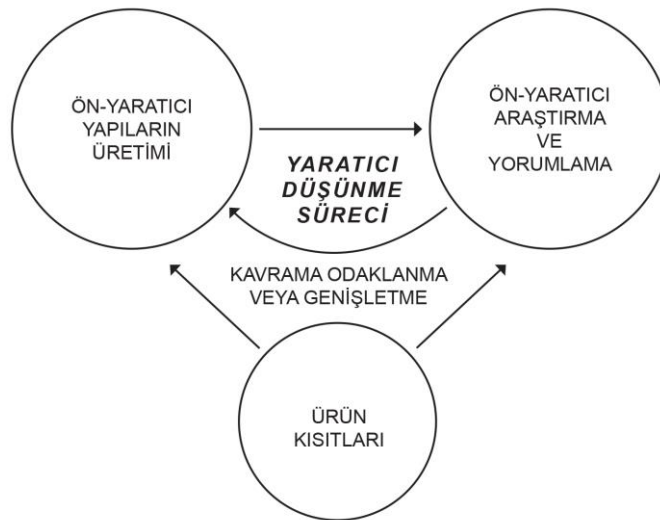 ÖN-YARATICI
YAPILARIN
ÜRETİMİ
ÖN-YARATICI
ARAŞTIRMA
VE
YORUMLAMA
YARATICI
DÜŞÜNME
SÜRECİ
KAVRAMA ODAKLANMA
VEYA GENİŞLETME
ÜRÜN
KISITLARI